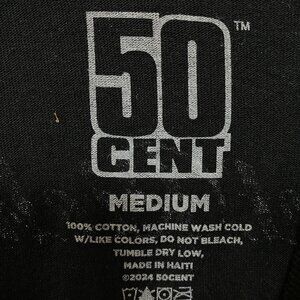 50™
CENT
MEDIUM
100% COTTON, MACHINE WASH COLD
W/LIKE COLORS, DO NOT BLEACH,
TUMBLE DRY LOW,
MADE IN HAITI
©2024 50CENT